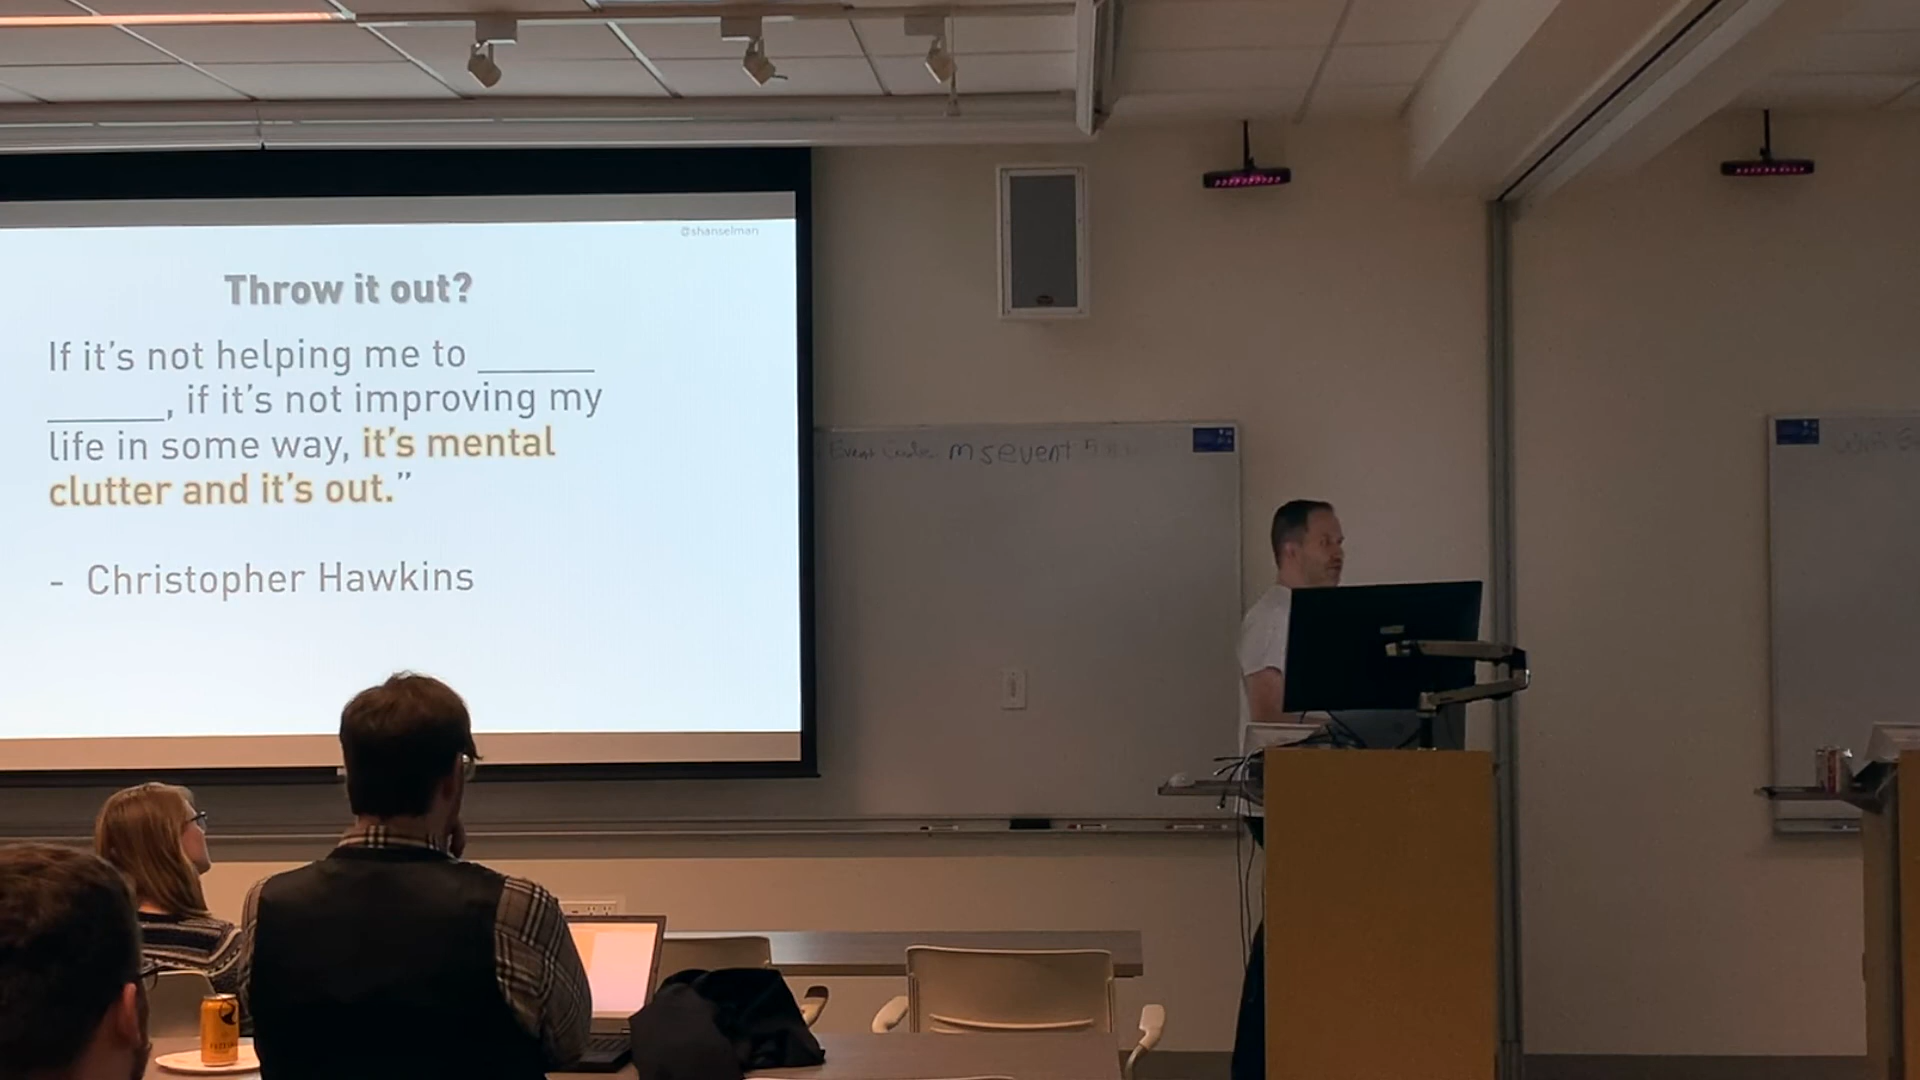 @shanselman
Throw it out?
If it's not helping me to ______
______, if it's not improving my
life in some way, it's mental
clutter and it's out.”
- Christopher Hawkins
Event Code msevent 5